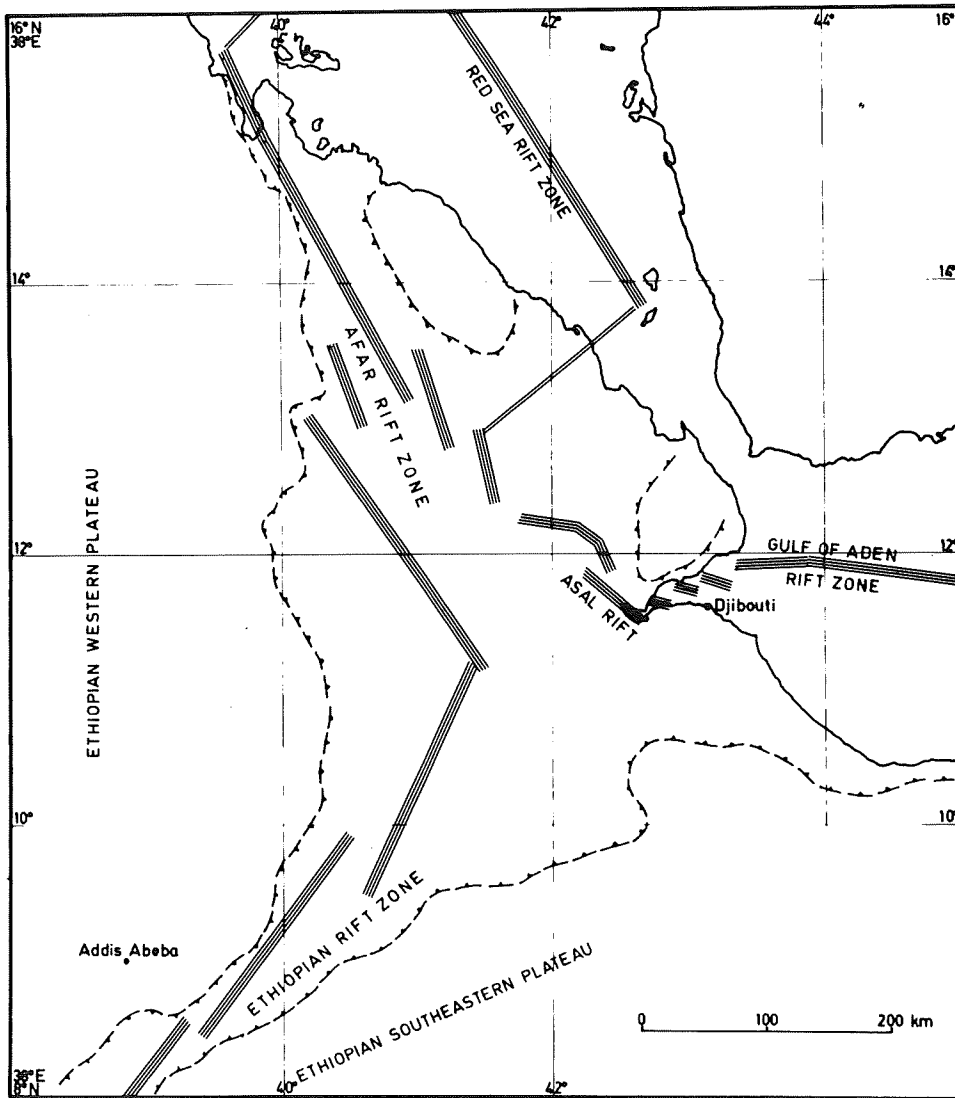 16°N
38°E
40°
42°
44°
16°
RED SEA RIFT ZONE
14°
14°
AFAR RIFT ZONE
ETHIOPIAN WESTERN PLATEAU
12°
12°
GULF OF ADEN
RIFT ZONE
ASAL RIFT
Djibouti
10°
10°
ETHIOPIAN RIFT ZONE
Addis Abeba
ETHIOPIAN SOUTHEASTERN PLATEAU
0 100 200 km
38°E
8°N
40°
42°